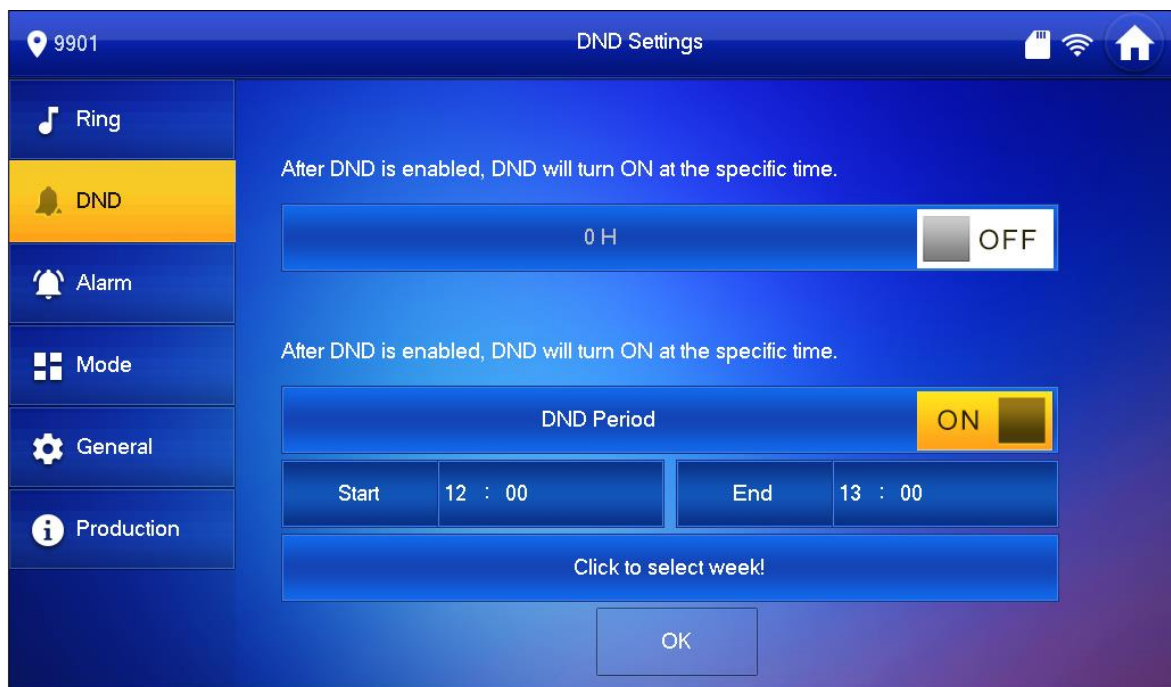 9901
DND Settings
Ring
DND
Alarm
Mode
General
Production
After DND is enabled, DND will turn ON at the specific time.
0 H
OFF
After DND is enabled, DND will turn ON at the specific time.
DND Period
ON
Start 12 : 00 End 13 : 00
Click to select week!
OK